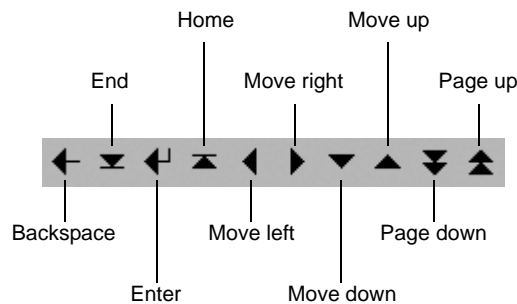 Home
Move up
End
Move right
Page up
Backspace
Move left
Page down
Enter
Move down